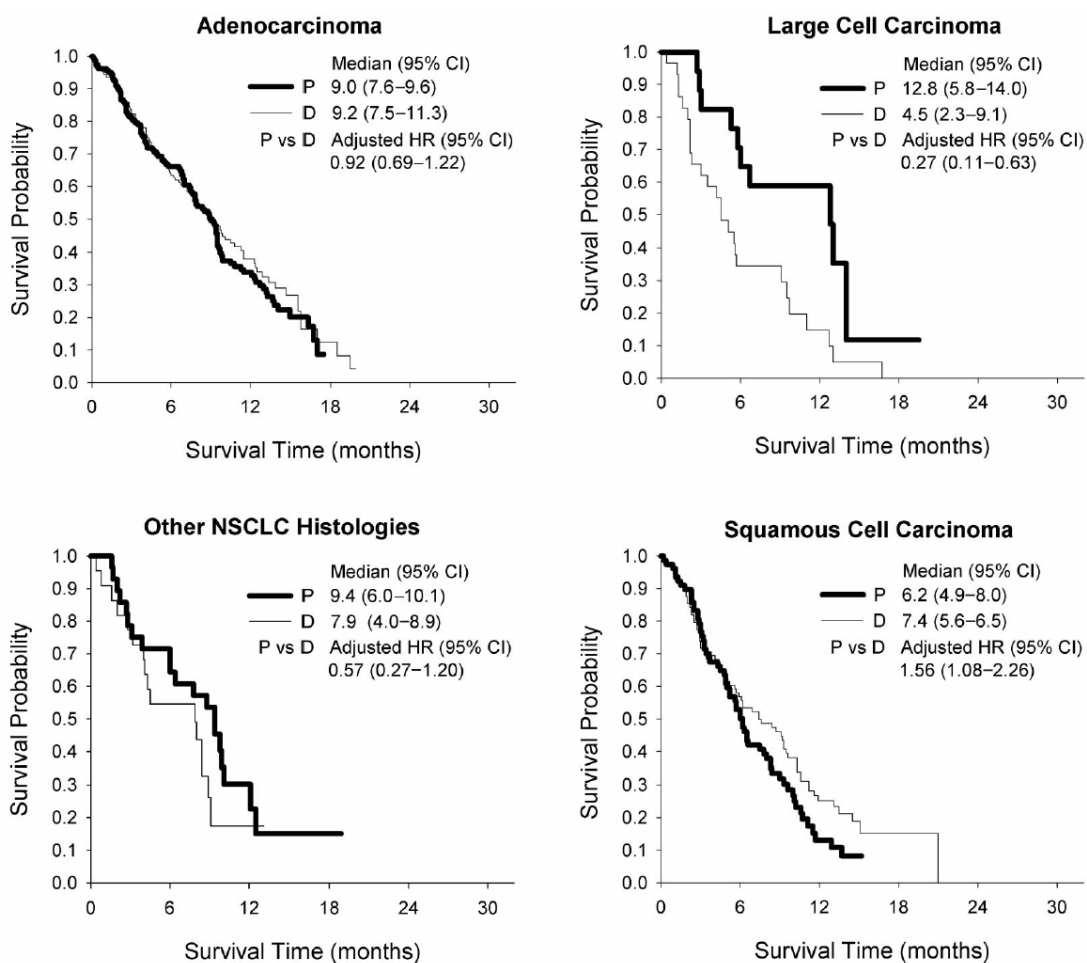 Adenocarcinoma
Median (95% CI)
P 9.0 (7.6–9.6)
D 9.2 (7.5–11.3)
P vs D Adjusted HR (95% CI)
0.92 (0.69–1.22)
Survival Probability
1.0
0.9
0.8
0.7
0.6
0.5
0.4
0.3
0.2
0.1
0.0
0 6 12 18 24 30
Survival Time (months)
Large Cell Carcinoma
Median (95% CI)
P 12.8 (5.8–14.0)
D 4.5 (2.3–9.1)
P vs D Adjusted HR (95% CI)
0.27 (0.11–0.63)
Survival Probability
1.0
0.9
0.8
0.7
0.6
0.5
0.4
0.3
0.2
0.1
0.0
0 6 12 18 24 30
Survival Time (months)
Other NSCLC Histologies
Median (95% CI)
P 9.4 (6.0–10.1)
D 7.9 (4.0–8.9)
P vs D Adjusted HR (95% CI)
0.57 (0.27–1.20)
Survival Probability
1.0
0.9
0.8
0.7
0.6
0.5
0.4
0.3
0.2
0.1
0.0
0 6 12 18 24 30
Survival Time (months)
Squamous Cell Carcinoma
Median (95% CI)
P 6.2 (4.9–8.0)
D 7.4 (5.6–6.5)
P vs D Adjusted HR (95% CI)
1.56 (1.08–2.26)
Survival Probability
1.0
0.9
0.8
0.7
0.6
0.5
0.4
0.3
0.2
0.1
0.0
0 6 12 18 24 30
Survival Time (months)